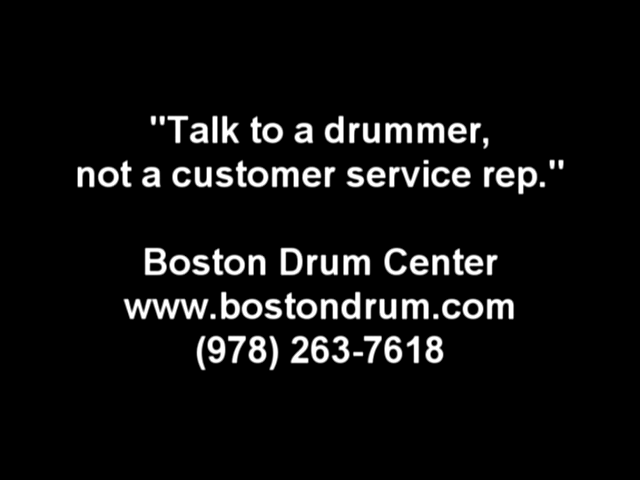 "Talk to a drummer,
not a customer service rep."
Boston Drum Center
www.bostondrum.com
(978) 263-7618